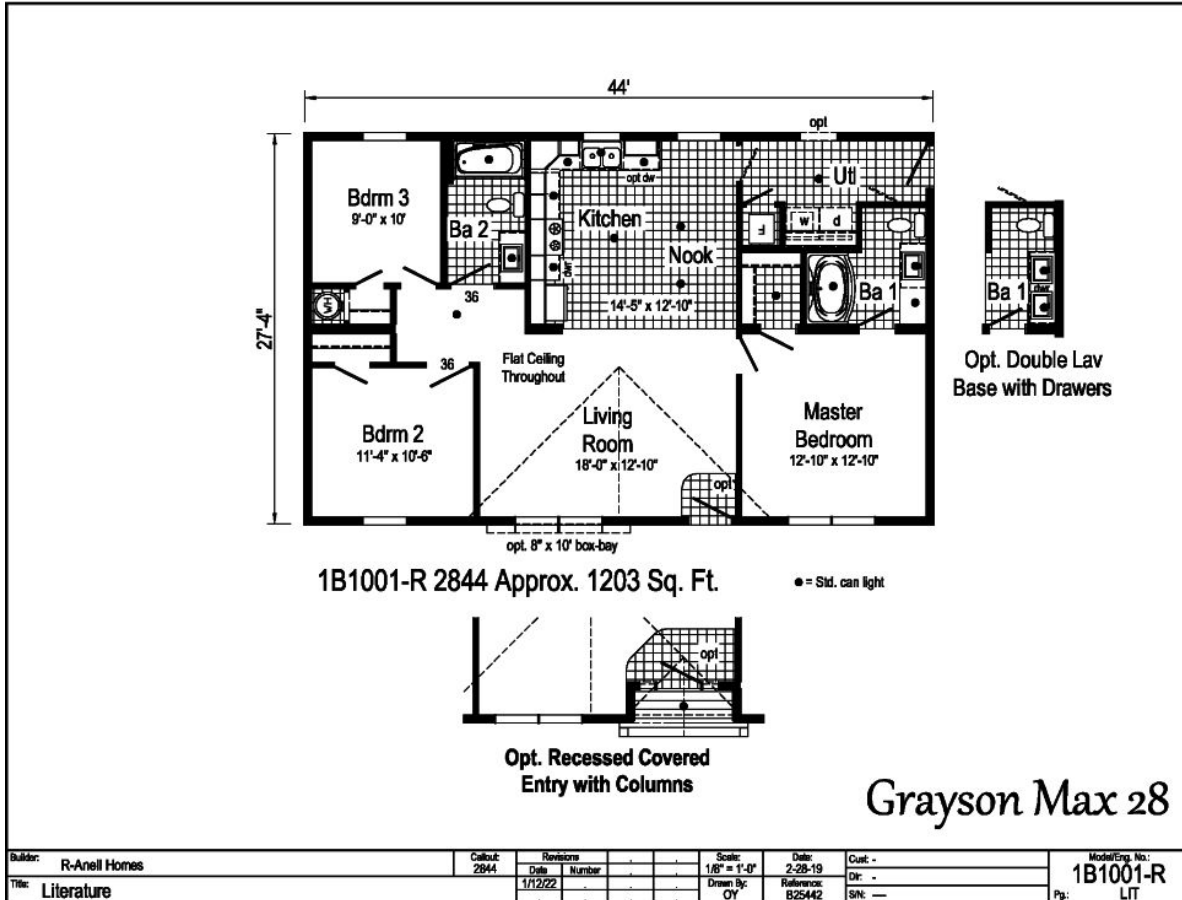 44'
opt
27'-4"
Bdrm 3
9'-0" x 10'
Ba 2
Kitchen
opt dw
dwr
Nook
14'-5" x 12'-10"
Utl
w
d
F
Ba 1
WH
36
36
Flat Ceiling
Throughout
Bdrm 2
11'-4" x 10'-6"
Living
Room
18'-0" x 12'-10"
opt
Master
Bedroom
12'-10" x 12'-10"
Ba 1
dwr
Opt. Double Lav
Base with Drawers
opt. 8" x 10' box-bay
1B1001-R 2844 Approx. 1203 Sq. Ft.
● = Std. can light
opt
Opt. Recessed Covered
Entry with Columns
Grayson Max 28
Builder: R-Anell Homes
Title: Literature
Callout:
2844
Revisions
Date Number
1/12/22
Scale:
1/8" = 1'-0"
Drawn By:
OY
Date:
2-28-19
Reference:
B25442
Cust: -
Dir: -
S/N: —
Model/Eng. No.:
1B1001-R
Pg.: LIT